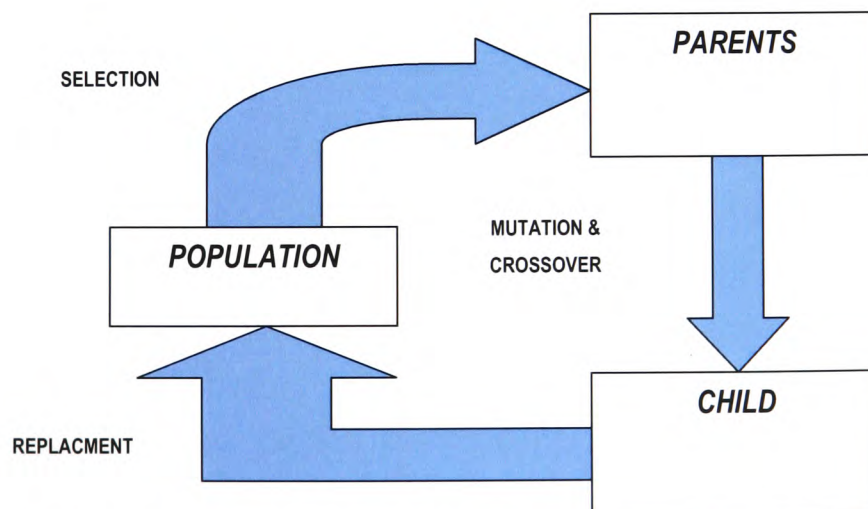 PARENTS
SELECTION
MUTATION &
CROSSOVER
POPULATION
CHILD
REPLACMENT